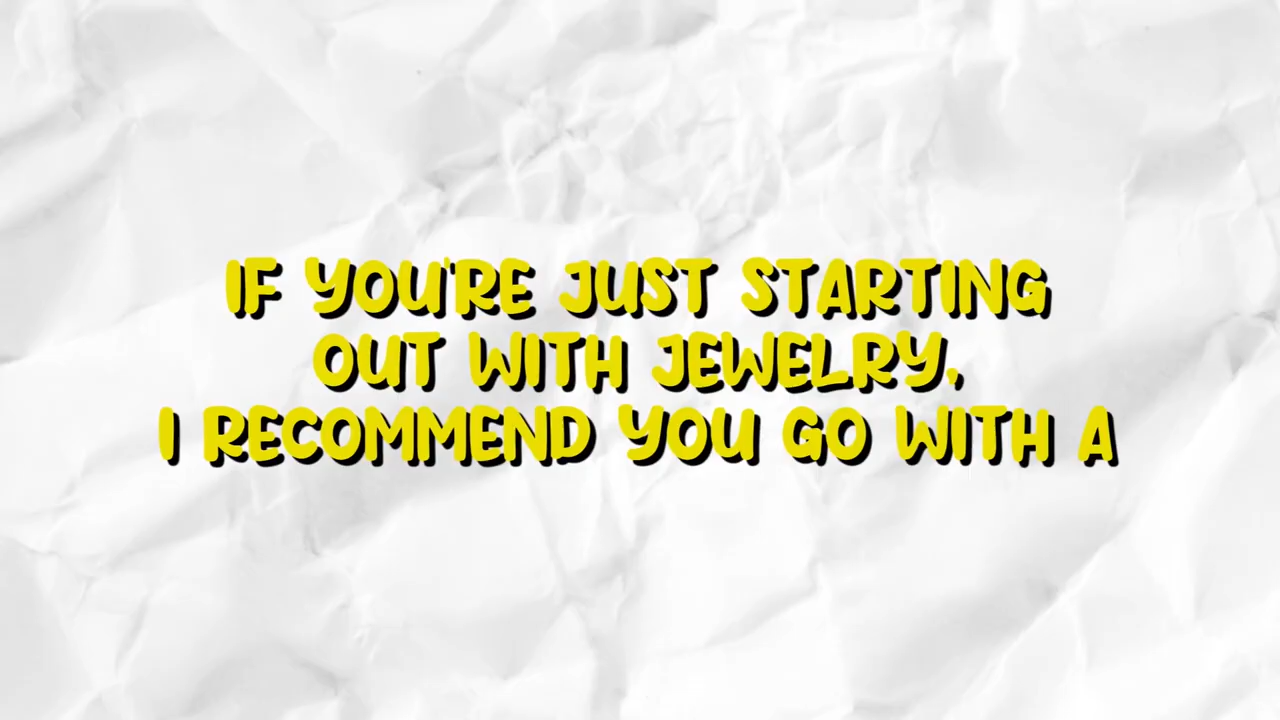 IF YOU'RE JUST STARTING
OUT WITH JEWELRY,
I RECOMMEND YOU GO WITH A